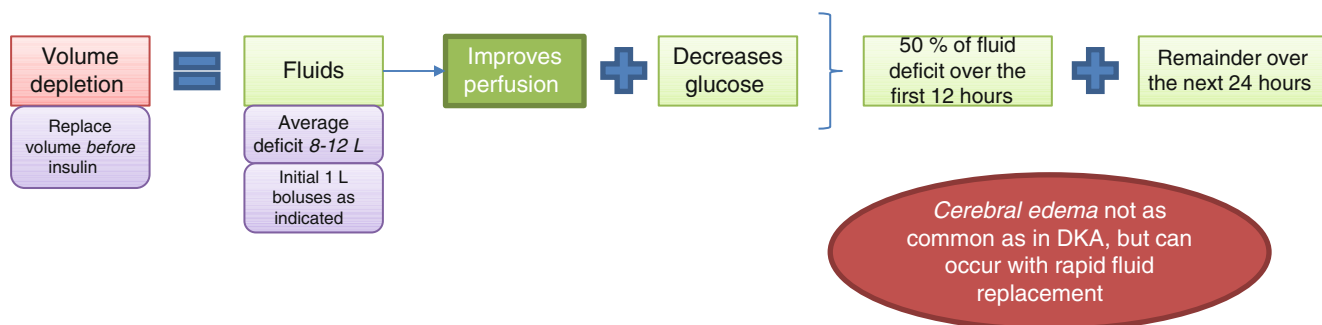 Volume
depletion
Replace
volume before
insulin
Fluids
Average
deficit 8-12 L
Initial 1 L
boluses as
indicated
Improves
perfusion
Decreases
glucose
50 % of fluid
deficit over the
first 12 hours
Remainder over
the next 24 hours
Cerebral edema not as
common as in DKA, but can
occur with rapid fluid
replacement